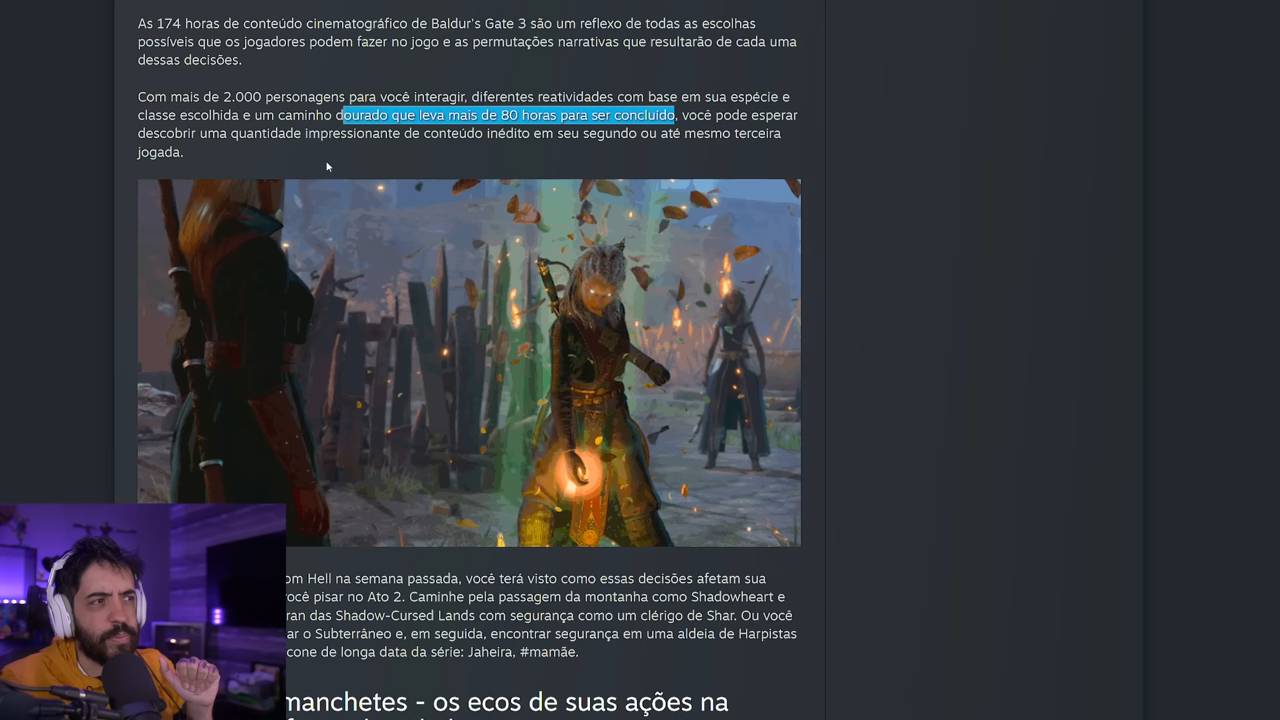 As 174 horas de conteúdo cinematográfico de Baldur's Gate 3 são um reflexo de todas as escolhas
possíveis que os jogadores podem fazer no jogo e as permutações narrativas que resultarão de cada uma
dessas decisões.
Com mais de 2.000 personagens para você interagir, diferentes reatividades com base em sua espécie e
classe escolhida e um caminho dourado que leva mais de 80 horas para ser concluído, você pode esperar
descobrir uma quantidade impressionante de conteúdo inédito em seu segundo ou até mesmo terceira
jogada.
om Hell na semana passada, você terá visto como essas decisões afetam sua
ocê pisar no Ato 2. Caminhe pela passagem da montanha como Shadowheart e
ran das Shadow-Cursed Lands com segurança como um clérigo de Shar. Ou você
ar o Subterrâneo e, em seguida, encontrar segurança em uma aldeia de Harpistas
cone de longa data da série: Jaheira, #mamãe.
manchetes - os ecos de suas ações na